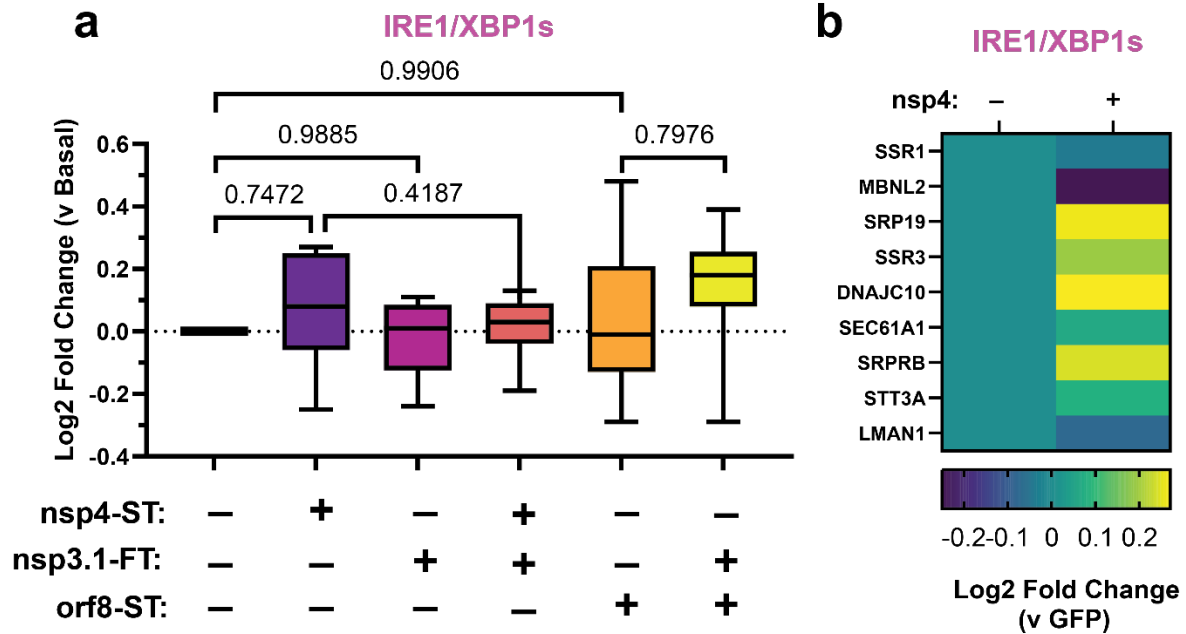 a
IRE1/XBP1s
0.9906
0.9885
0.7976
0.7472
0.4187
Log2 Fold Change (v Basal)
0.6
0.4
0.2
0.0
-0.2
-0.4
nsp4-ST: – + – + – –
nsp3.1-FT: – – + + – +
orf8-ST: – – – – + +
b
IRE1/XBP1s
nsp4: – +
SSR1
MBNL2
SRP19
SSR3
DNAJC10
SEC61A1
SRPRB
STT3A
LMAN1
-0.2 -0.1 0 0.1 0.2
Log2 Fold Change
(v GFP)